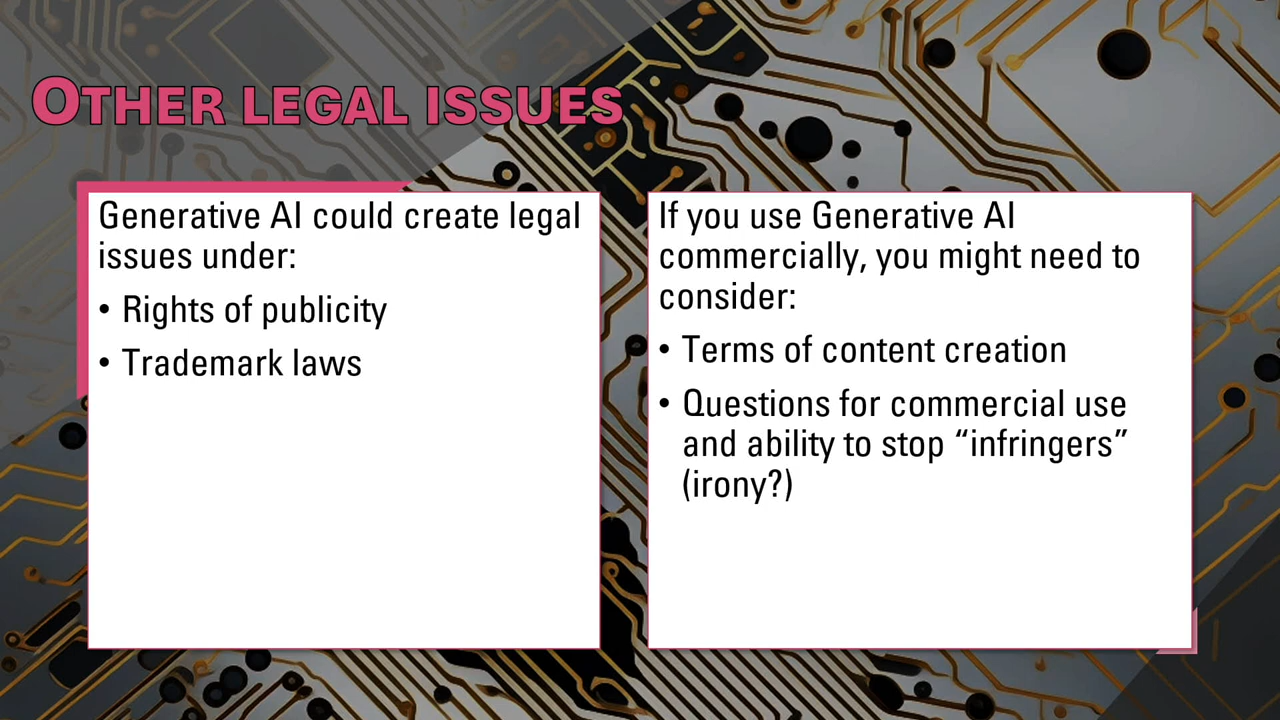 OTHER LEGAL ISSUES
Generative AI could create legal
issues under:
• Rights of publicity
• Trademark laws
If you use Generative AI
commercially, you might need to
consider:
• Terms of content creation
• Questions for commercial use
and ability to stop “infringers”
(irony?)